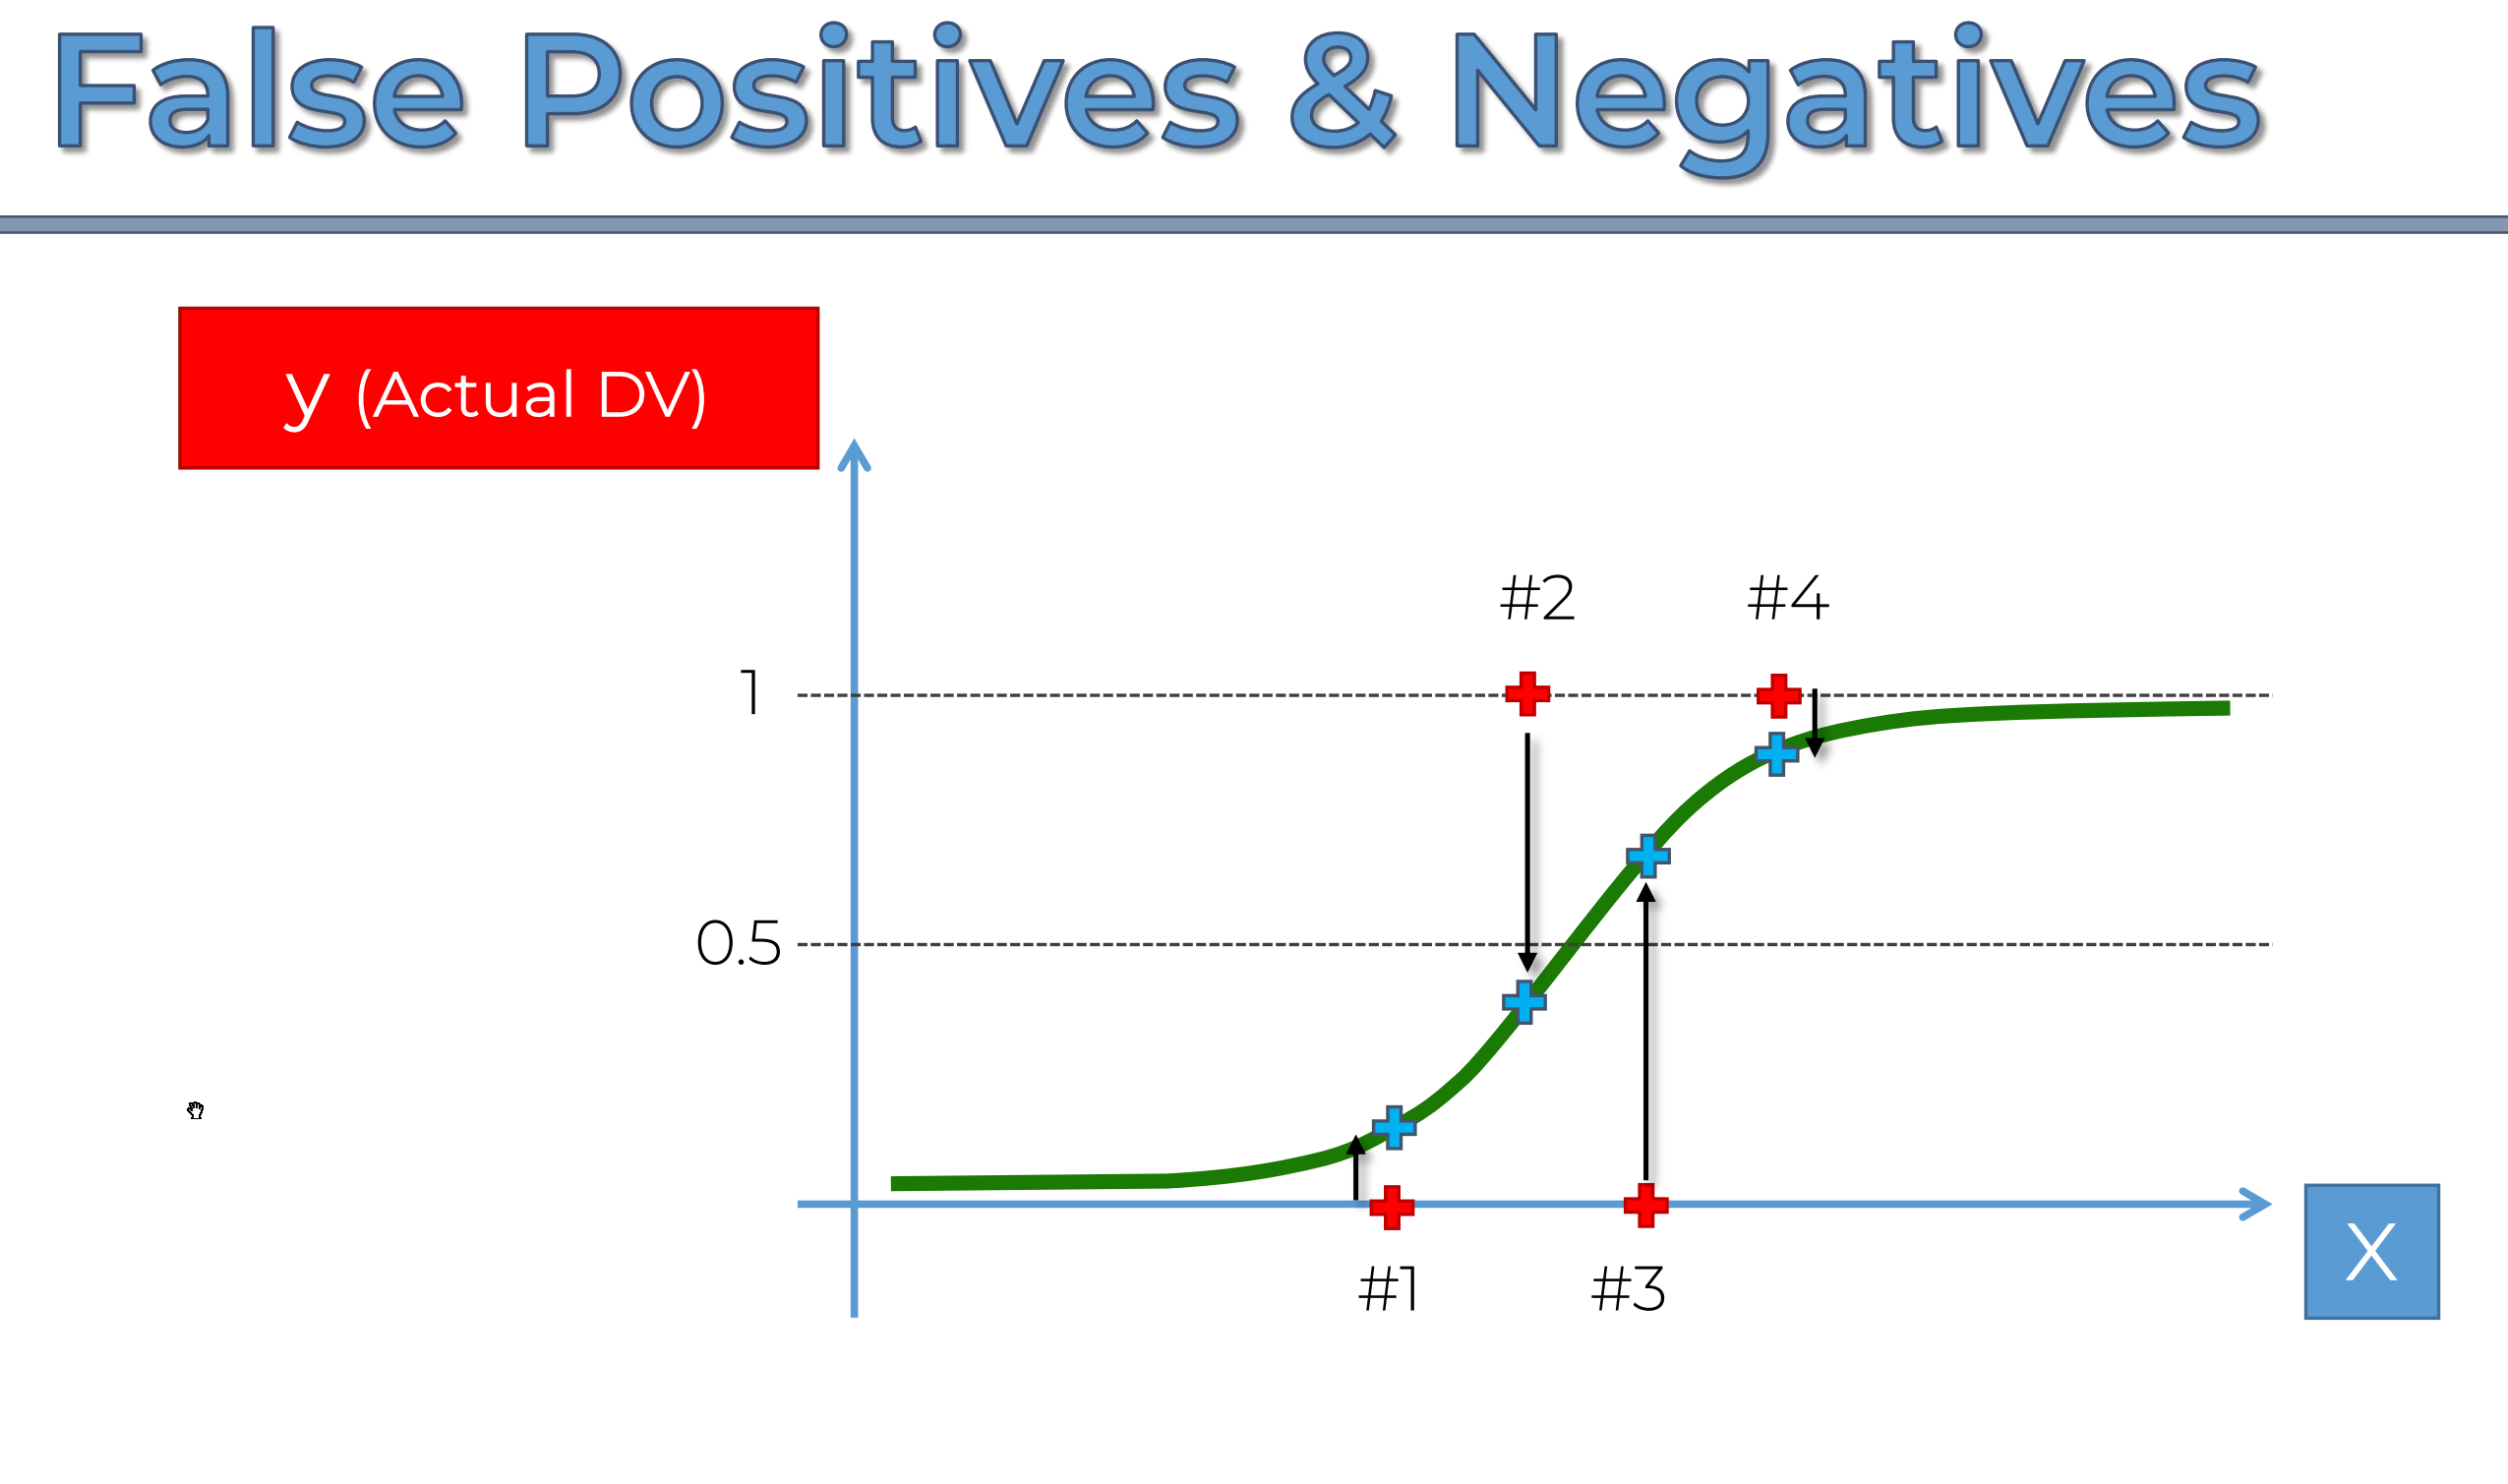 False Positives & Negatives
y (Actual DV)
#2
#4
1
0.5
#1
#3
X